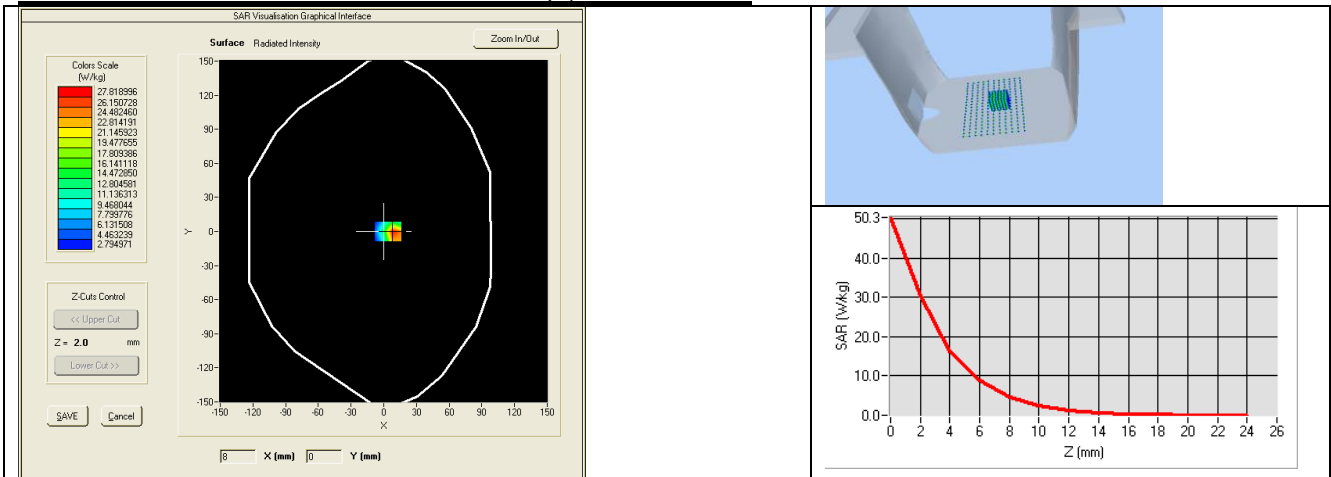 SAR Visualisation Graphical Interface
Surface Radiated Intensity
Zoom In/Out
Colors Scale
(W/kg)
27.818996
26.150728
24.482460
22.814191
21.145923
19.477655
17.809386
16.141118
14.472850
12.804581
11.136313
9.468044
7.799776
6.131508
4.463239
2.794971
Z-Cuts Control
<< Upper Cut
Z = 2.0 mm
Lower Cut >>
SAVE Cancel
150-
120-
90-
60-
30-
Y 0-
-30-
-60-
-90-
-120-
-150-
-150 -120 -90 -60 -30 0 30 60 90 120 150
X
8 X (mm) 0 Y (mm)
50.3-
40.0-
30.0-
20.0-
10.0-
0.0-
SAR (W/kg)
0 2 4 6 8 10 12 14 16 18 20 22 24 26
Z (mm)